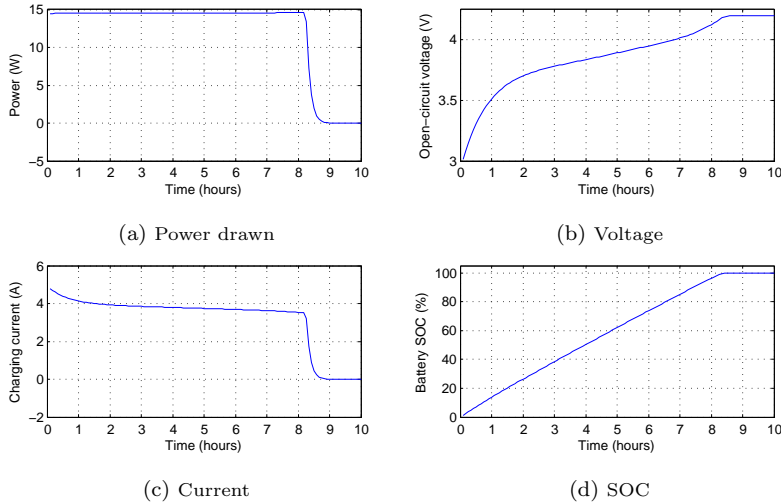 15
10
5
0
−5
Power (W)
0 1 2 3 4 5 6 7 8 9 10
Time (hours)
(a) Power drawn
4
3.5
3
Open−circuit voltage (V)
0 1 2 3 4 5 6 7 8 9 10
Time (hours)
(b) Voltage
6
4
2
0
−2
Charging current (A)
0 1 2 3 4 5 6 7 8 9 10
Time (hours)
(c) Current
100
80
60
40
20
0
Battery SOC (%)
0 1 2 3 4 5 6 7 8 9 10
Time (hours)
(d) SOC